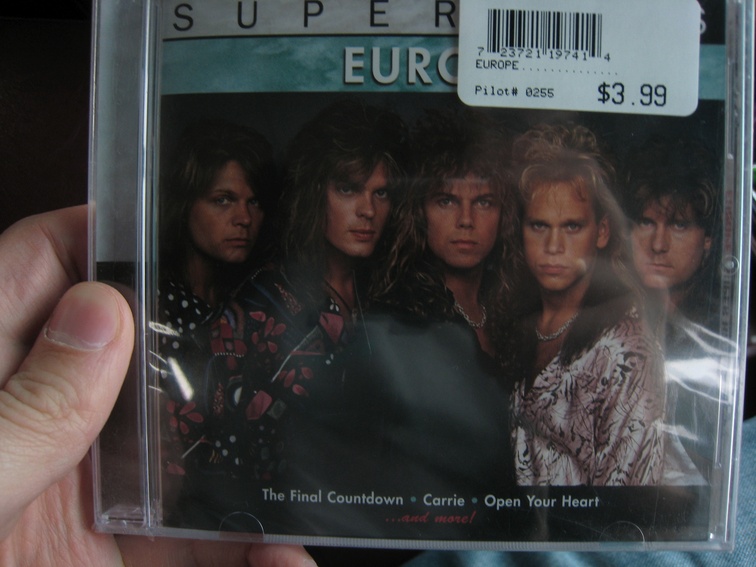 SUPER
S
7 23721 19741 4
EUROPE..............
Pilot# 0255 $3.99
EURO
The Final Countdown • Carrie • Open Your Heart
...and more!